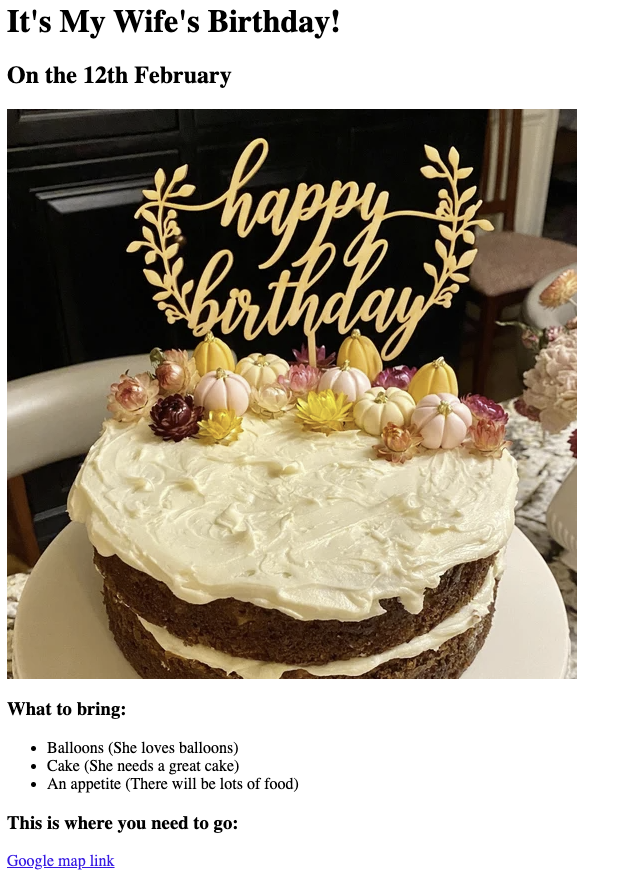 It's My Wife's Birthday!
On the 12th February
happy
birthday
What to bring:
Balloons (She loves balloons)
Cake (She needs a great cake)
An appetite (There will be lots of food)
This is where you need to go:
Google map link